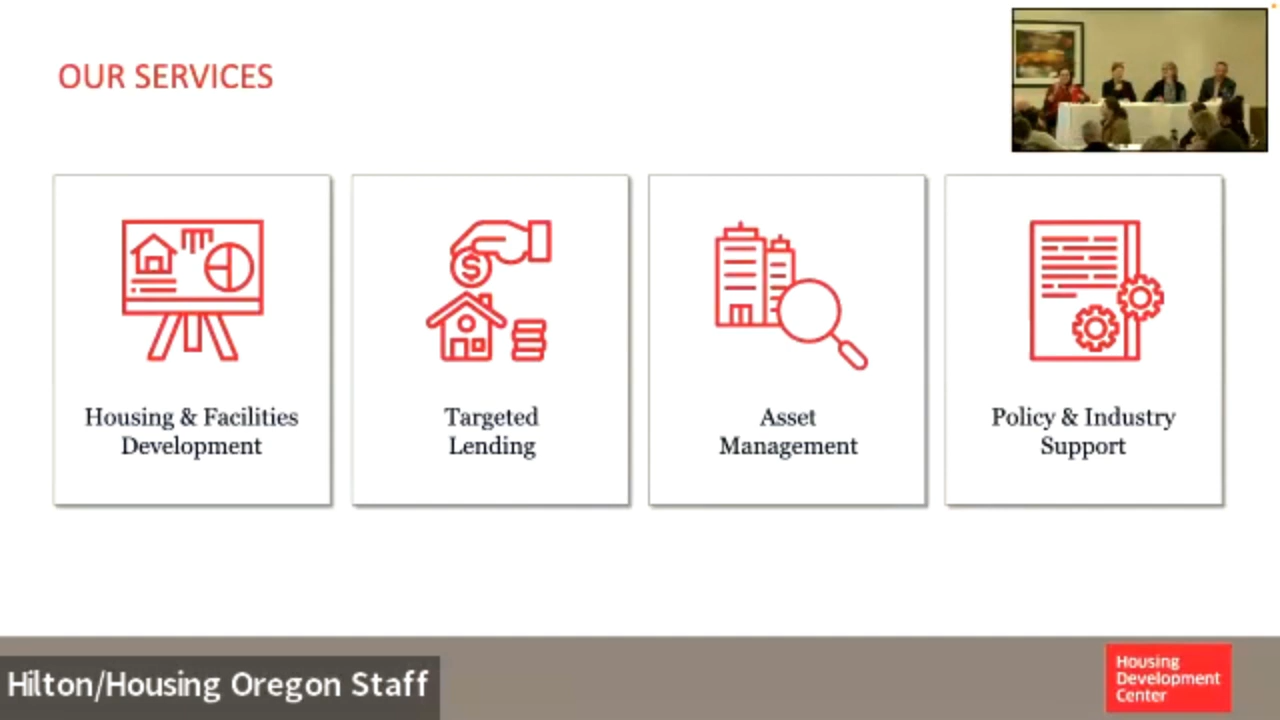 OUR SERVICES
$
Housing & Facilities
Development
Targeted
Lending
Asset
Management
Policy & Industry
Support
Hilton/Housing Oregon Staff
Housing
Development
Center